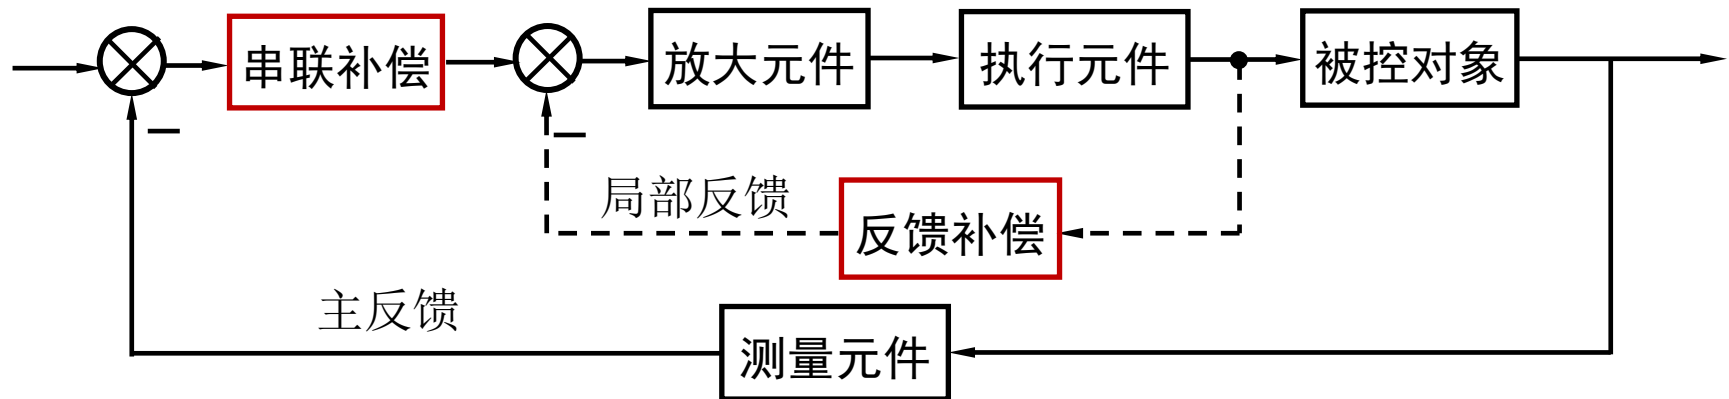 串联补偿
放大元件
执行元件
被控对象
局部反馈
反馈补偿
主反馈
测量元件